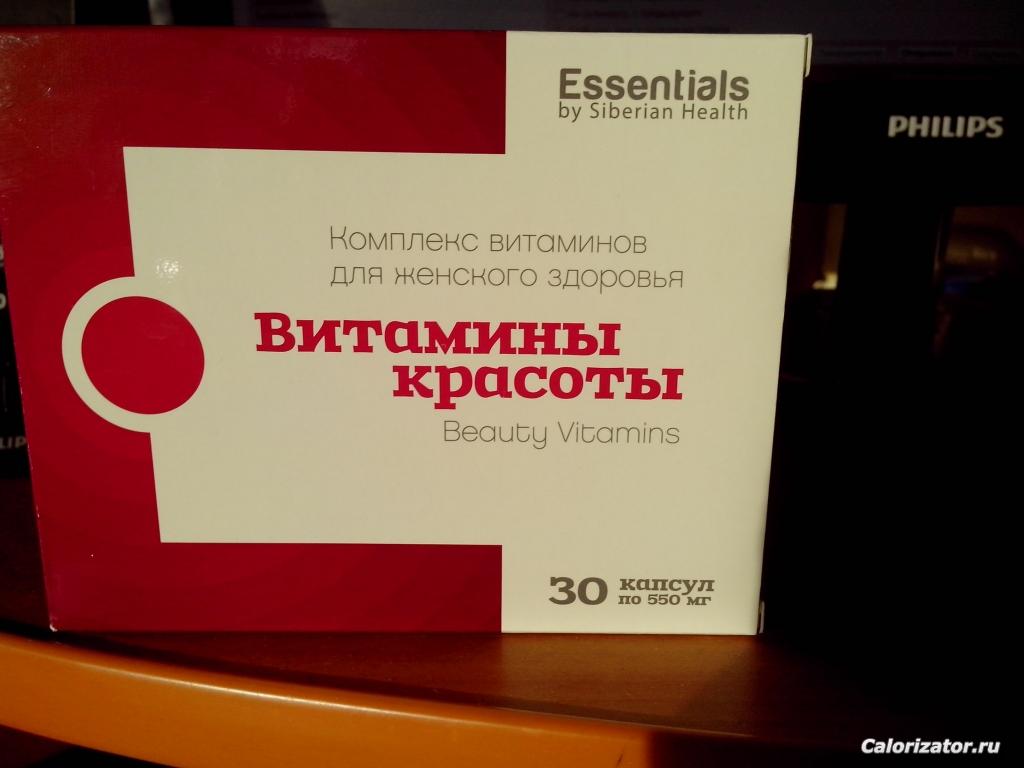 Essentials
by Siberian Health
PHILIPS
Комплекс витаминов
для женского здоровья
Витамины
красоты
Beauty Vitamins
30 капсул
по 550 мг
Calorizator.ru